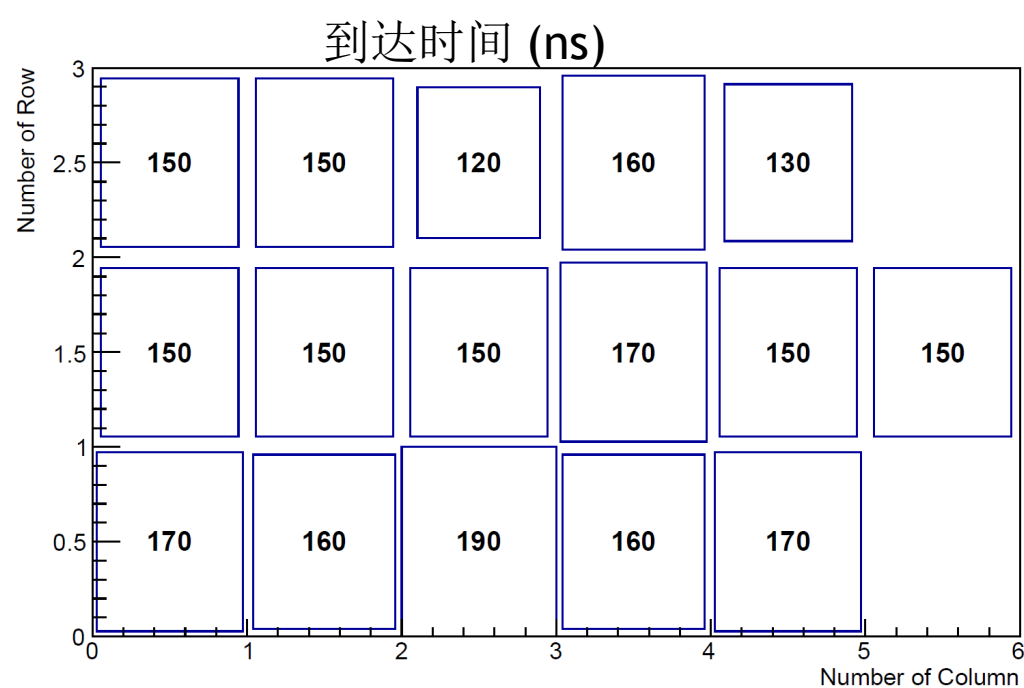 到达时间 (ns)
Number of Row
3
150 150 120 160 130
2.5
2
150 150 150 170 150 150
1.5
1
170 160 190 160 170
0.5
0
0 1 2 3 4 5 6
Number of Column